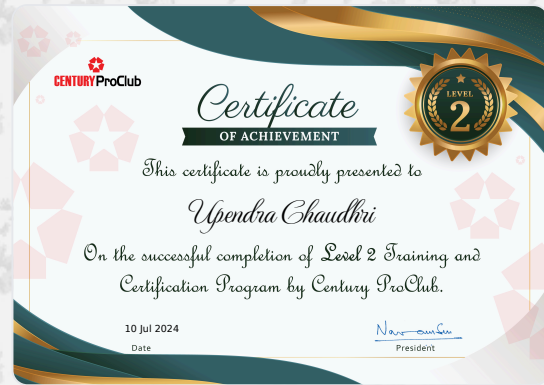 CENTURY ProClub
Certificate
OF ACHIEVEMENT
LEVEL
2
This certificate is proudly presented to
Upendra Chaudhri
On the successful completion of Level 2 Training and
Certification Program by Century ProClub.
10 Jul 2024
Date
President